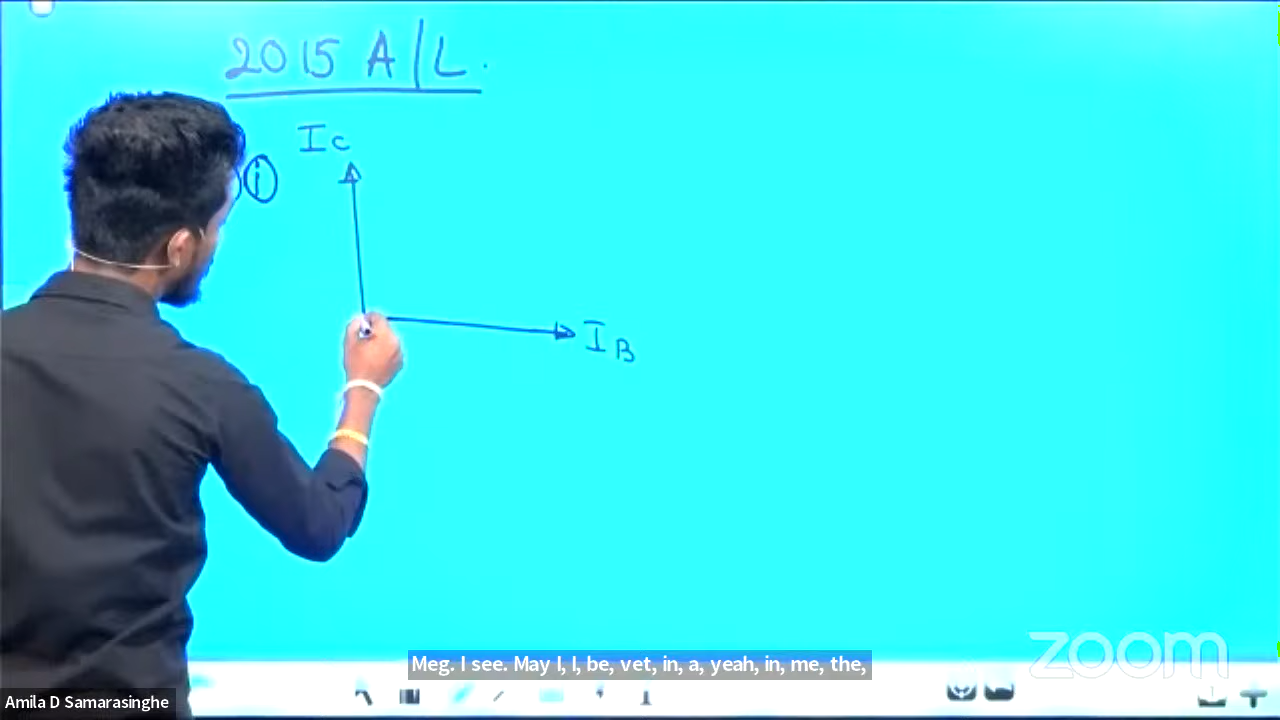 2015 A/L.
Ic
i
IB
Meg. I see. May I, I, be, vet, in, a, yeah, in, me, the,
zoom
Amila D Samarasinghe